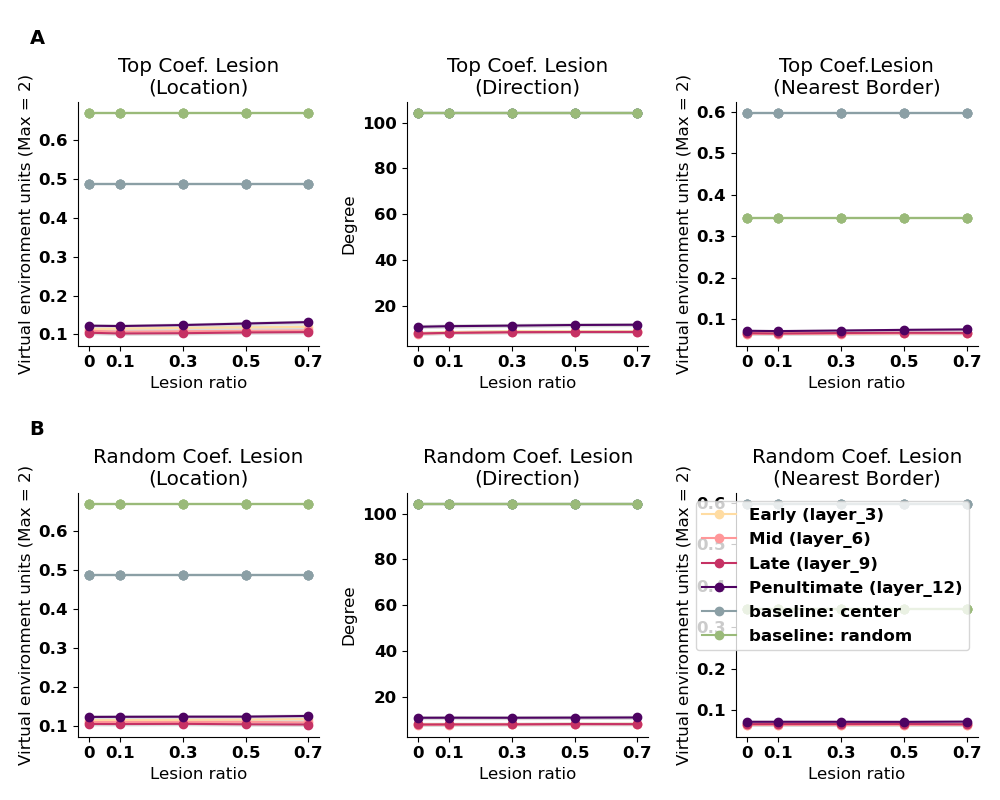 A
Top Coef. Lesion
(Location)
Virtual environment units (Max = 2)
0.6
0.5
0.4
0.3
0.2
0.1
0 0.1 0.3 0.5 0.7
Lesion ratio
Top Coef. Lesion
(Direction)
Degree
100
80
60
40
20
0 0.1 0.3 0.5 0.7
Lesion ratio
Top Coef.Lesion
(Nearest Border)
Virtual environment units (Max = 2)
0.6
0.5
0.4
0.3
0.2
0.1
0 0.1 0.3 0.5 0.7
Lesion ratio
B
Random Coef. Lesion
(Location)
Virtual environment units (Max = 2)
0.6
0.5
0.4
0.3
0.2
0.1
0 0.1 0.3 0.5 0.7
Lesion ratio
Random Coef. Lesion
(Direction)
Degree
100
80
60
40
20
0 0.1 0.3 0.5 0.7
Lesion ratio
Random Coef. Lesion
(Nearest Border)
Virtual environment units (Max = 2)
0.6
0.5
0.4
0.3
0.2
0.1
0 0.1 0.3 0.5 0.7
Lesion ratio
Early (layer_3)
Mid (layer_6)
Late (layer_9)
Penultimate (layer_12)
baseline: center
baseline: random